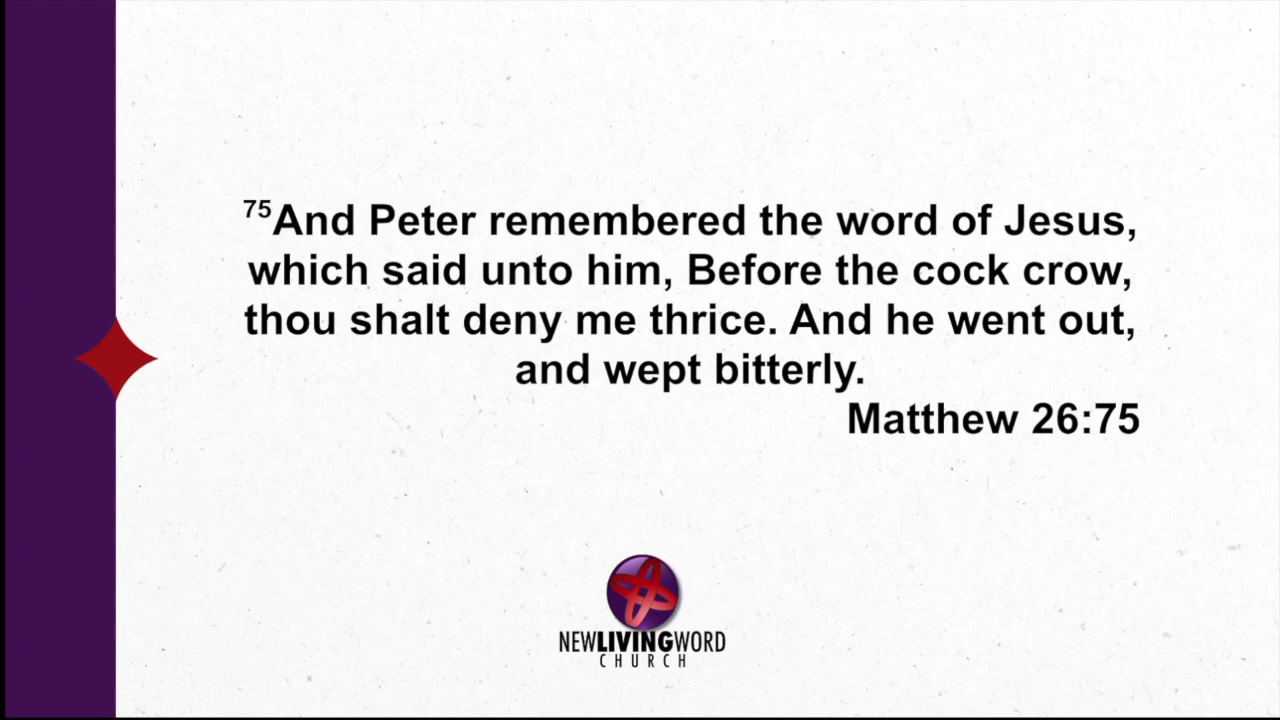 ⁷⁵And Peter remembered the word of Jesus,
which said unto him, Before the cock crow,
thou shalt deny me thrice. And he went out,
and wept bitterly.
Matthew 26:75
NEWLIVINGWORD
CHURCH